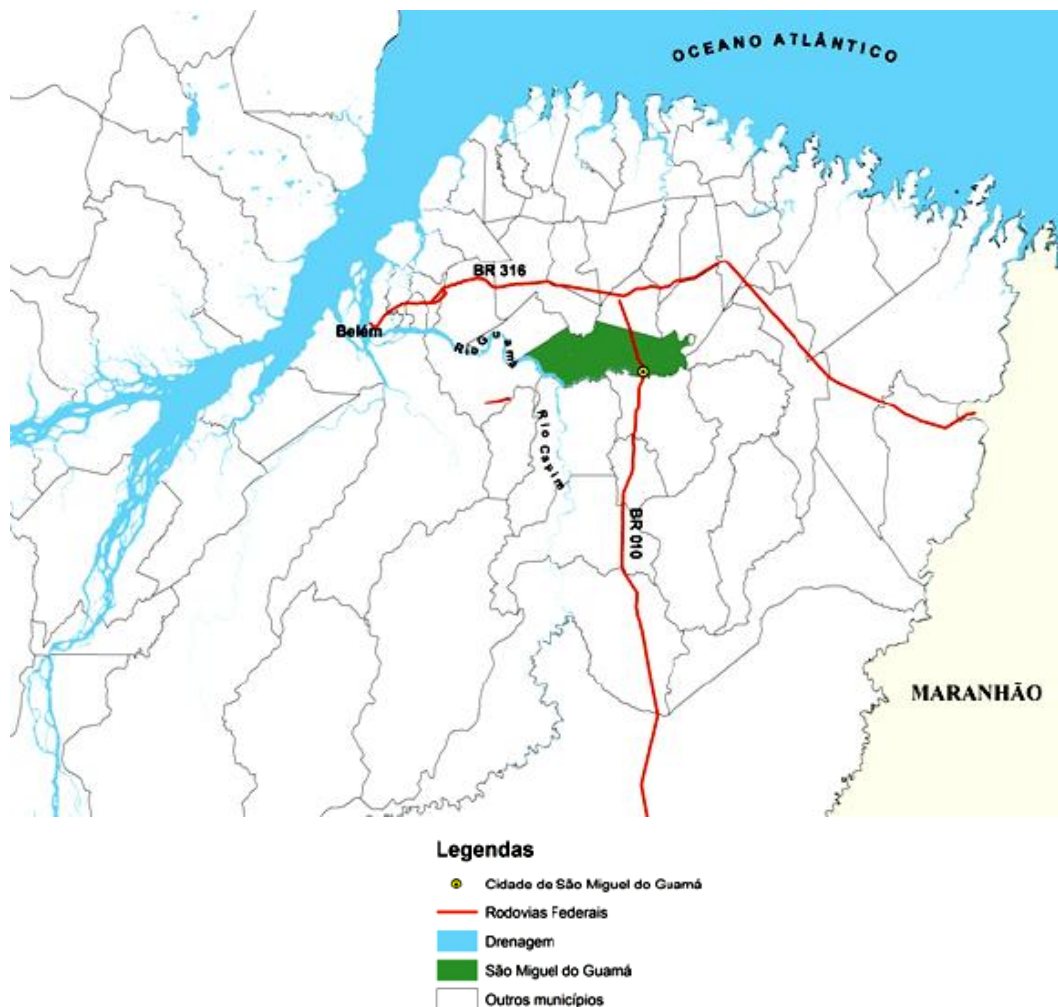 OCEANO ATLÂNTICO
BR 316
Belém
Rio Guamá
Rio Capim
BR 010
MARANHÃO
Legendas
Cidade de São Miguel do Guamá
Rodovias Federais
Drenagem
São Miguel do Guamá
Outros municípios